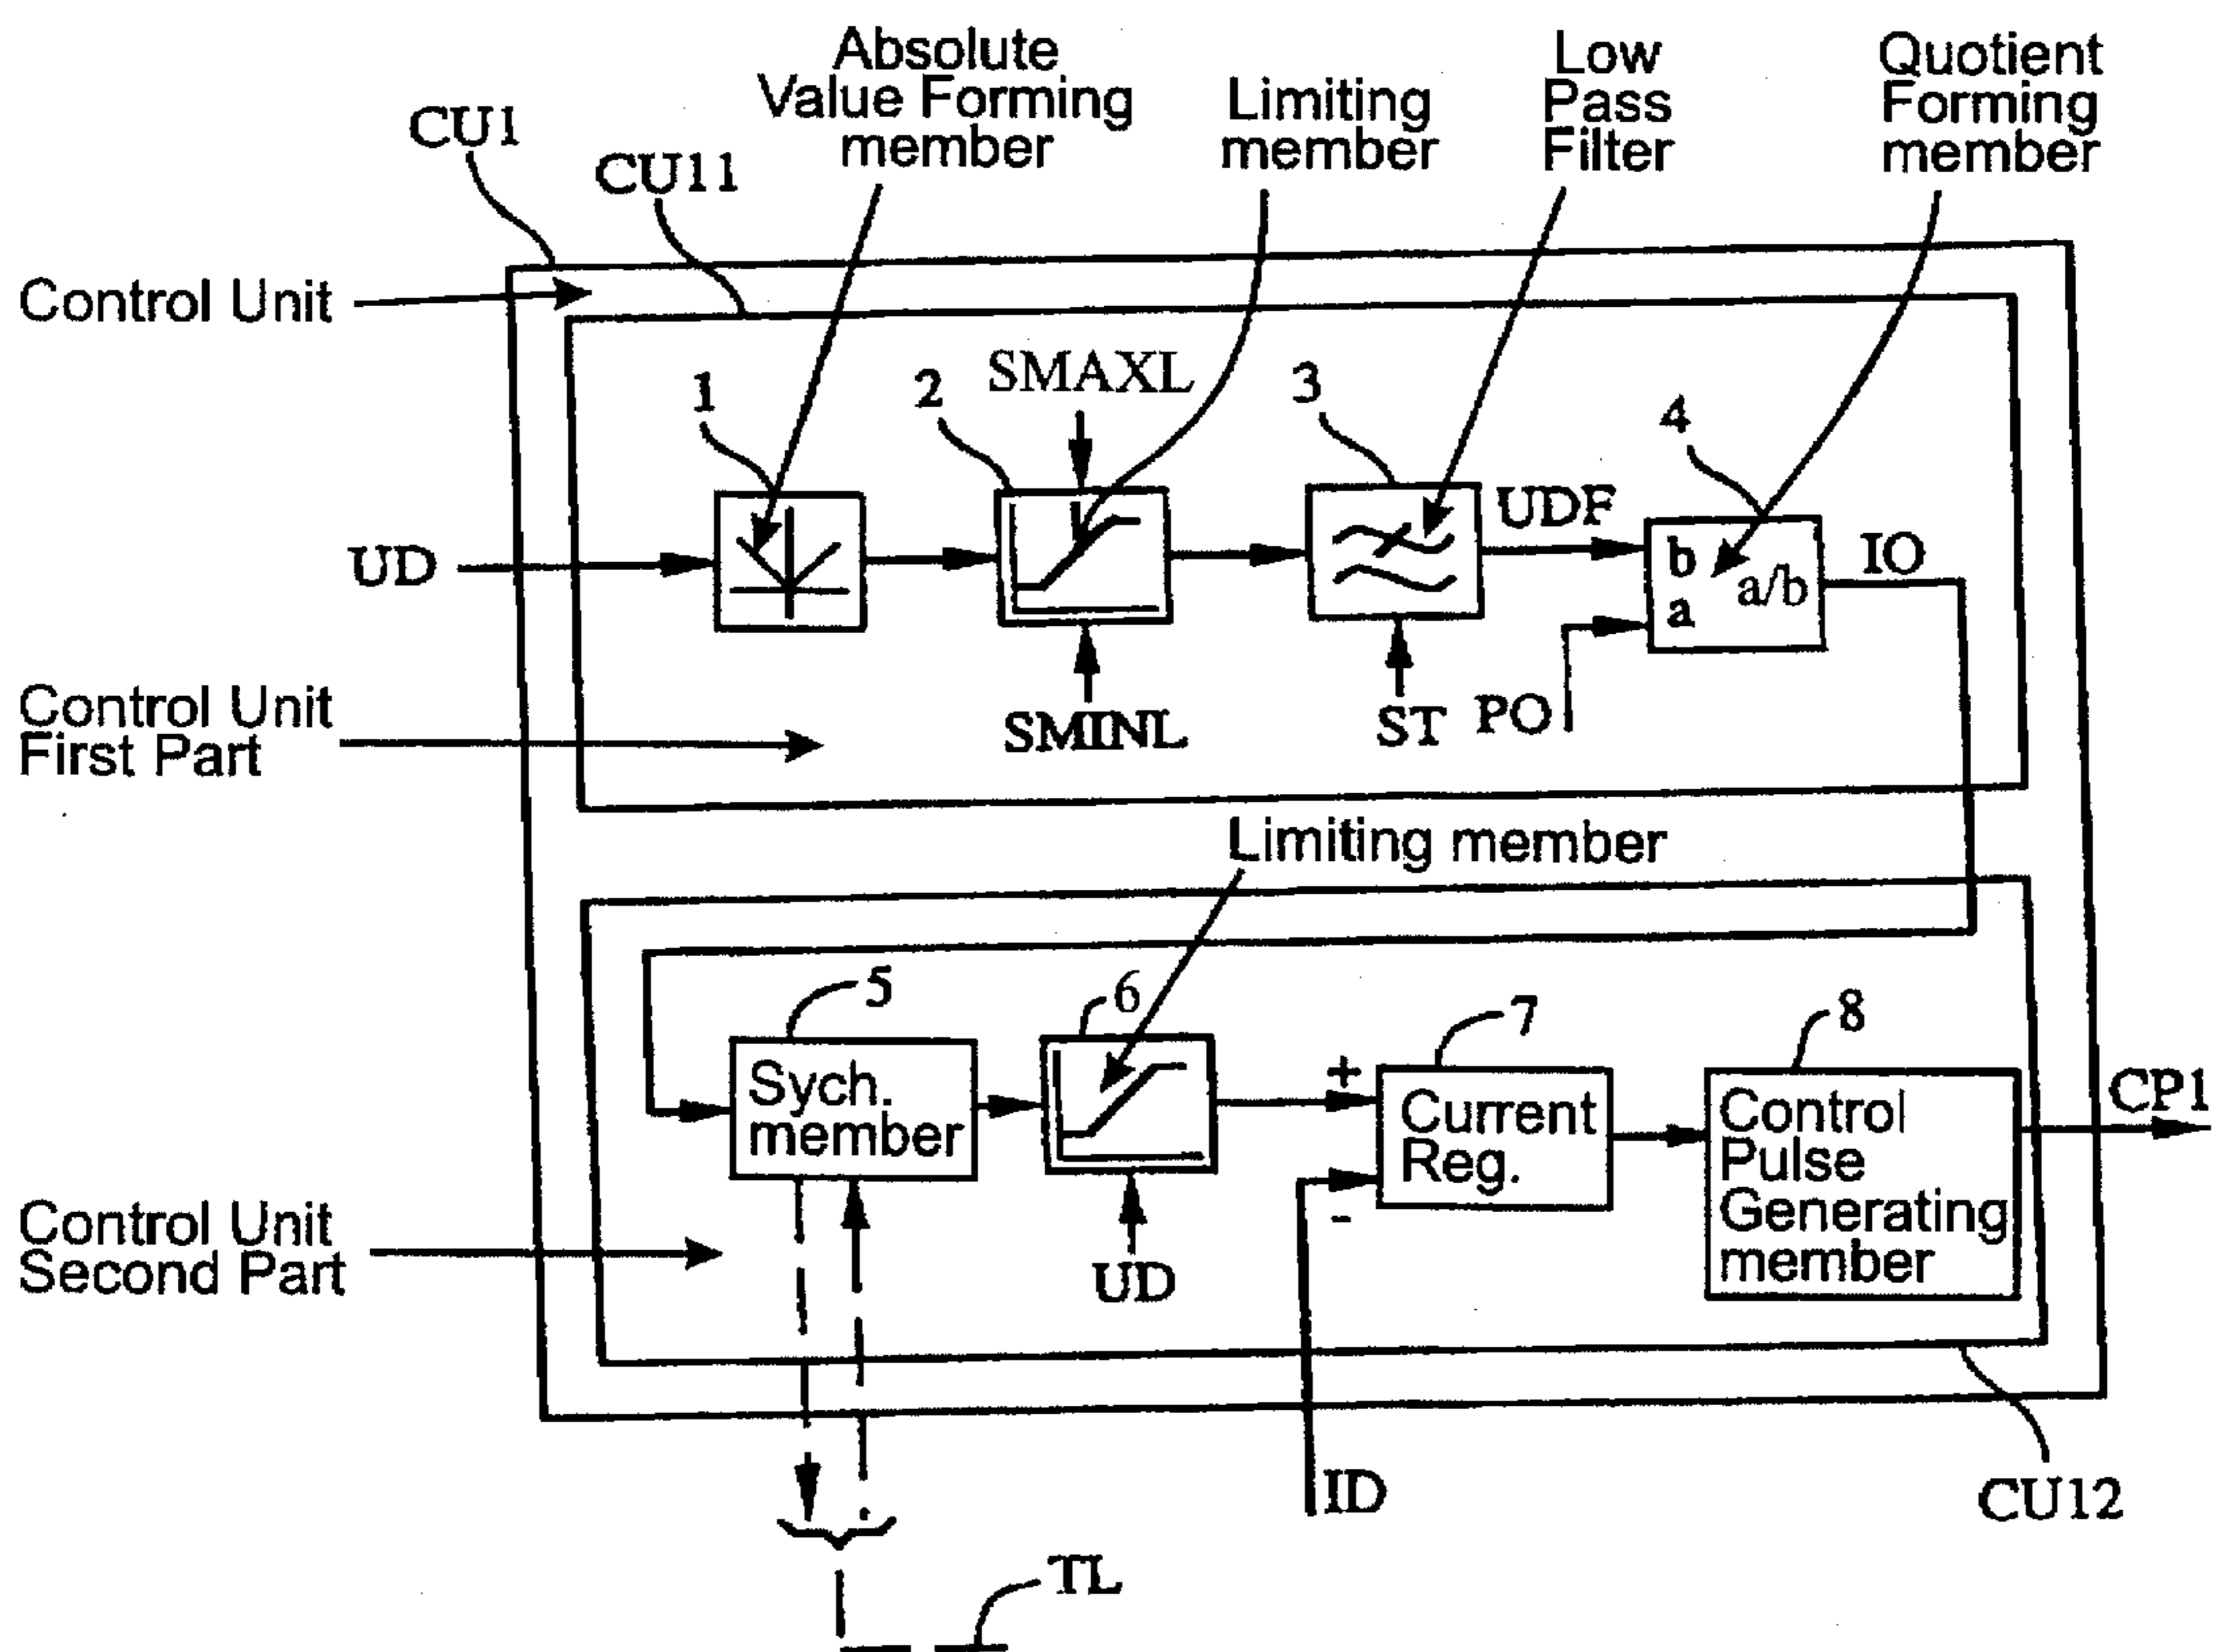 Absolute
Value Forming
member
Limiting
member
Low
Pass
Filter
Quotient
Forming
member
CU1
CU11
Control Unit
1
2
SMAXL
3
4
UD
UDF
b
a
a/b
IO
SMINL
ST
PO
Control Unit
First Part
Limiting member
5
6
7
8
Sych.
member
+
-
Current
Reg.
Control
Pulse
Generating
member
CP1
UD
Control Unit
Second Part
ID
CU12
TL